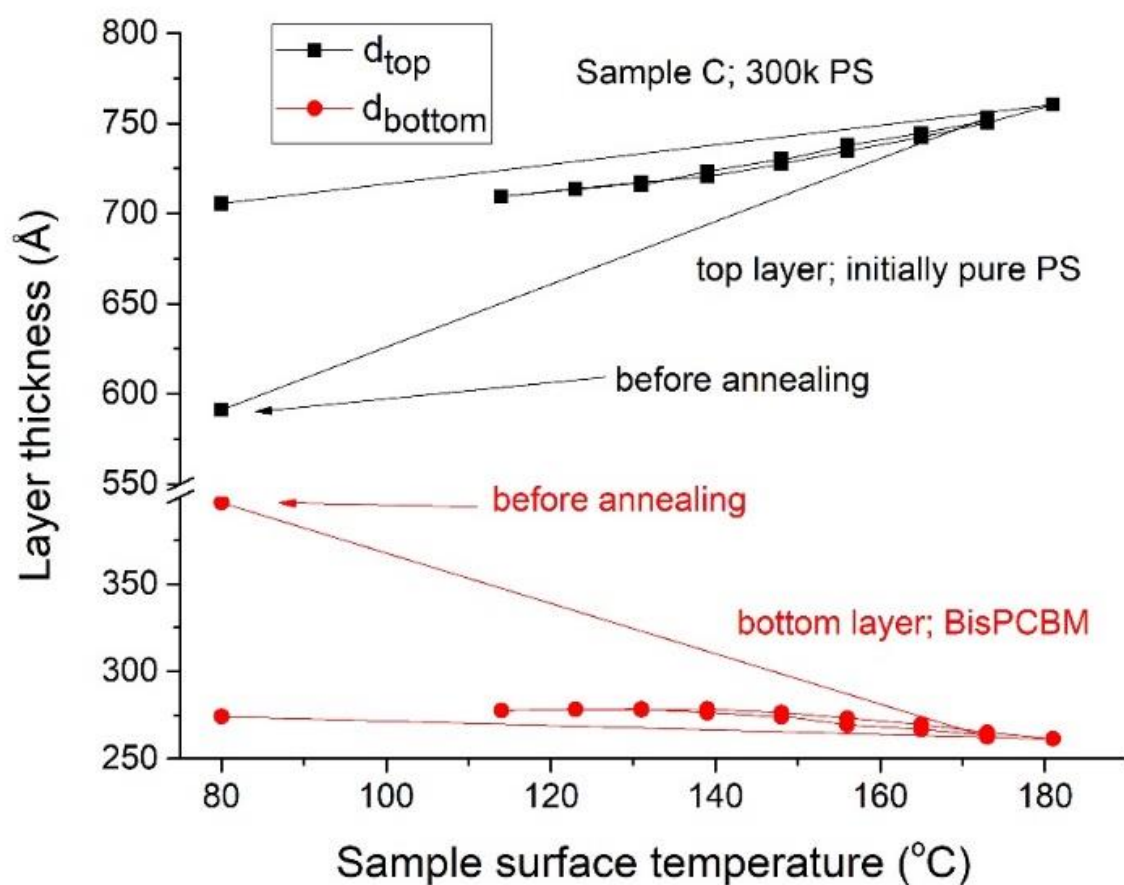 800
750
700
650
600
550
350
300
250
80
100
120
140
160
180
Layer thickness (Å)
Sample surface temperature (°C)
d_top
d_bottom
Sample C; 300k PS
top layer; initially pure PS
before annealing
before annealing
bottom layer; BisPCBM